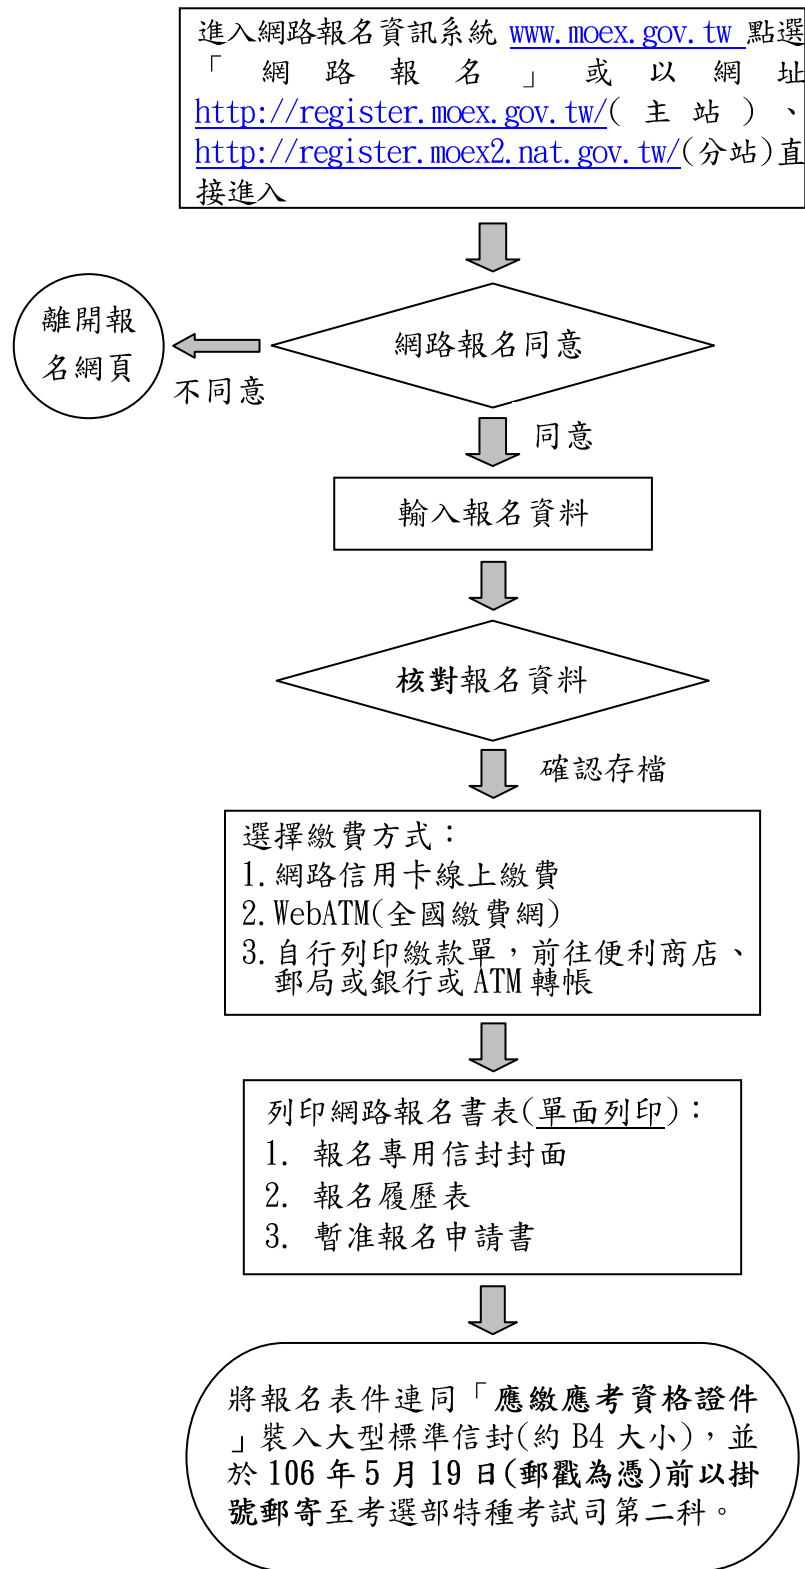 進入網路報名資訊系統 www.moex.gov.tw 點選
「網路報名」或以網址
http://register.moex.gov.tw/(主站)、
http://register.moex2.nat.gov.tw/(分站)直
接進入
離開報
名網頁
不同意
網路報名同意
同意
輸入報名資料
核對報名資料
確認存檔
選擇繳費方式：
1.網路信用卡線上繳費
2.WebATM(全國繳費網)
3.自行列印繳款單，前往便利商店、
郵局或銀行或 ATM 轉帳
列印網路報名書表(單面列印)：
1. 報名專用信封封面
2. 報名履歷表
3. 暫准報名申請書
將報名表件連同「應繳應考資格證件
」裝入大型標準信封(約 B4 大小)，並
於 106 年 5 月 19 日(郵戳為憑)前以掛
號郵寄至考選部特種考試司第二科。